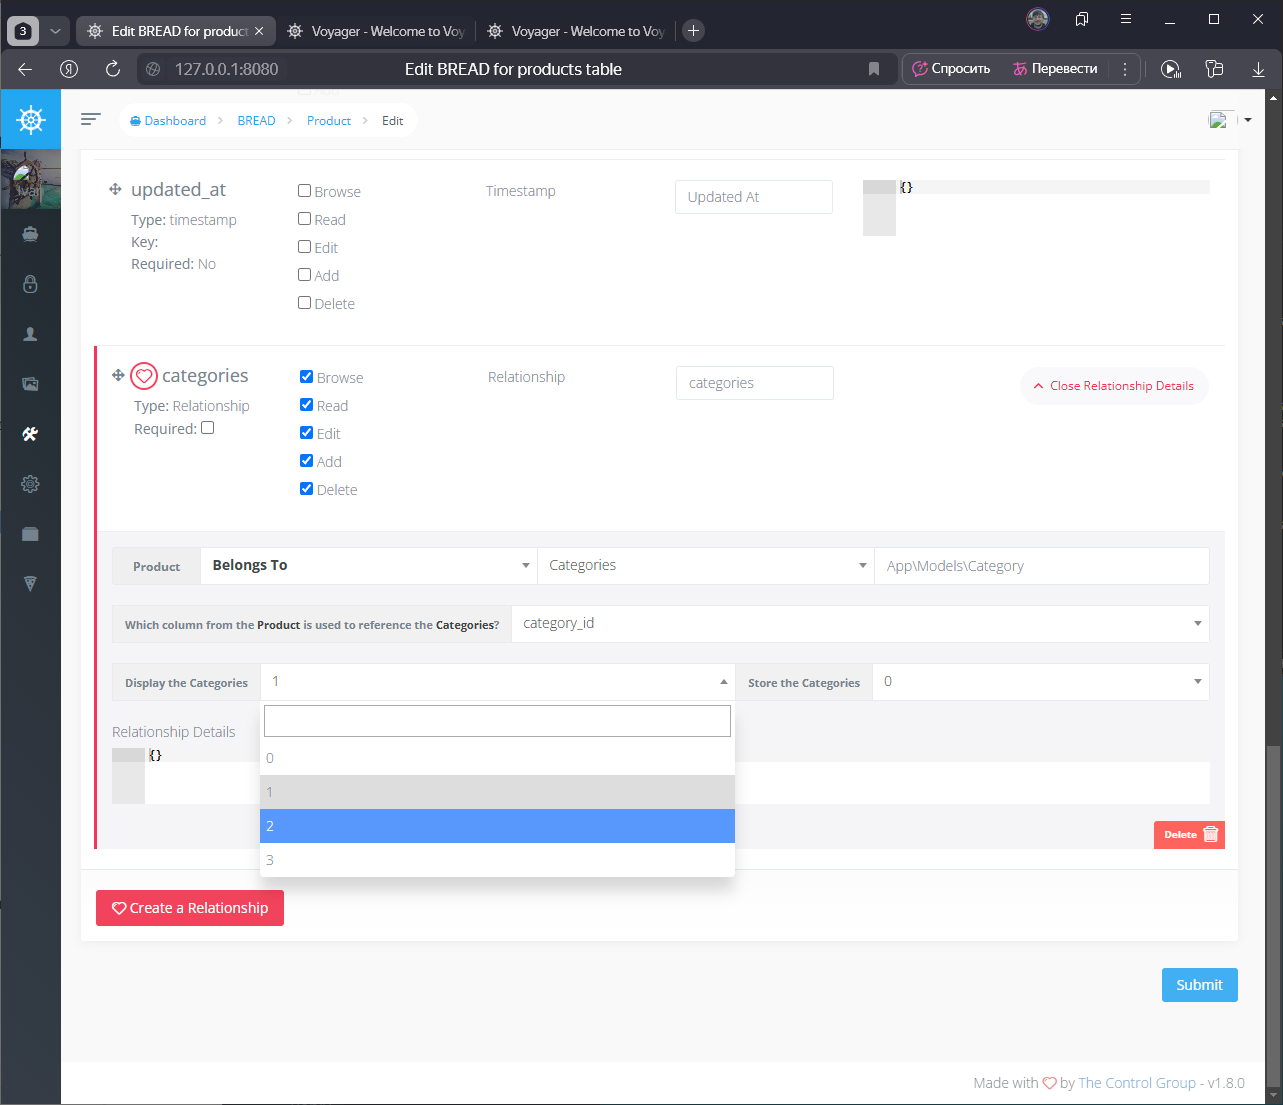 3
Edit BREAD for product
Voyager - Welcome to Voy
Voyager - Welcome to Voy
127.0.0.1:8080
Edit BREAD for products table
Спросить
Перевести
Dashboard
BREAD
Product
Edit
Ivan
updated_at
Type: timestamp
Key:
Required: No
Browse
Read
Edit
Add
Delete
Timestamp
Updated At
{}
categories
Type: Relationship
Required:
Browse
Read
Edit
Add
Delete
Relationship
categories
Close Relationship Details
Product
Belongs To
Categories
App\Models\Category
Which column from the Product is used to reference the Categories?
category_id
Display the Categories
1
Store the Categories
0
0
1
2
3
Relationship Details
{}
Delete
Create a Relationship
Submit
Made with by The Control Group - v1.8.0